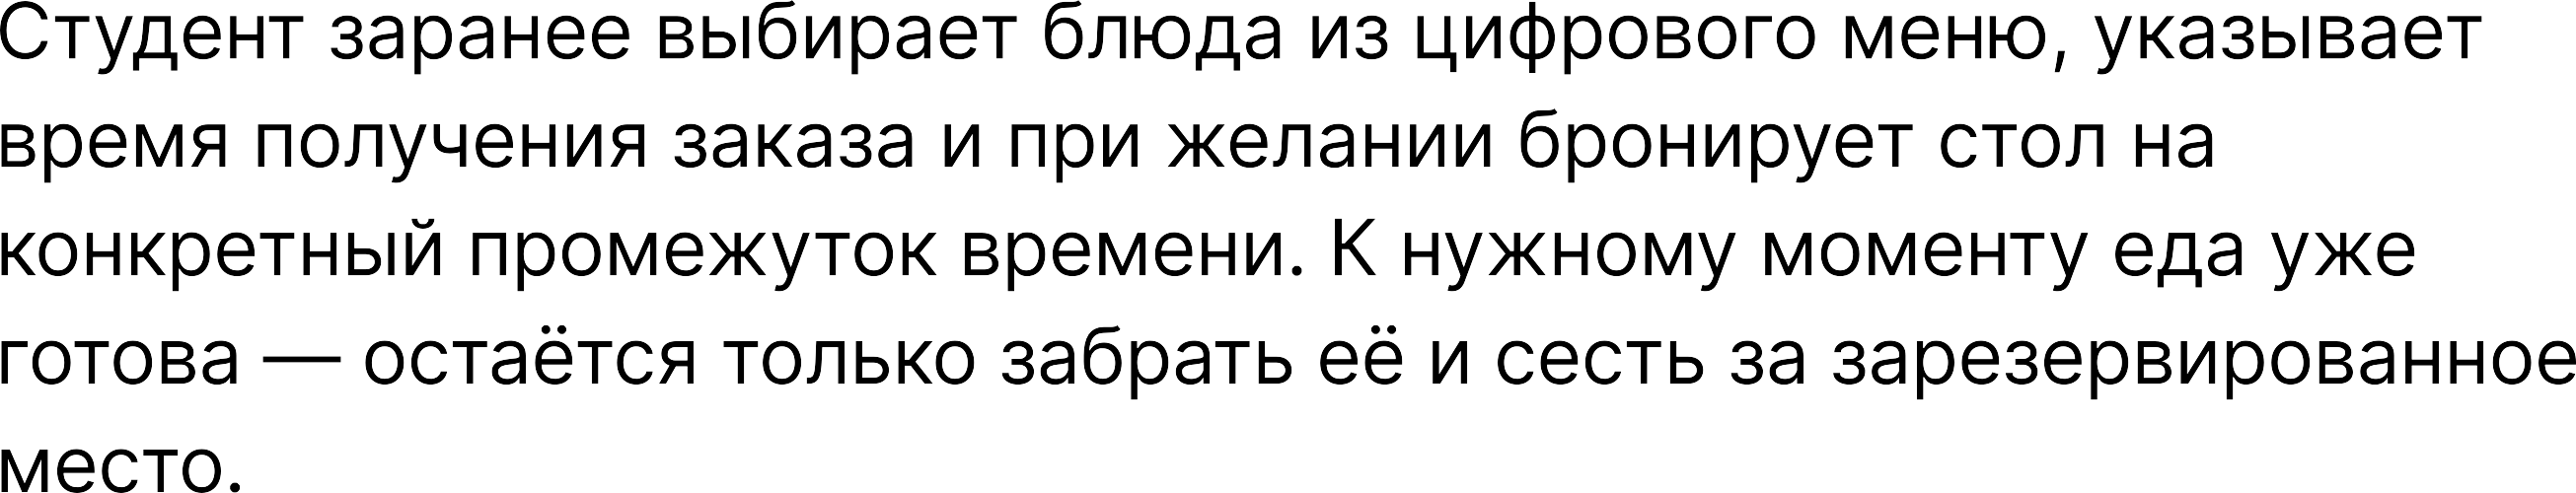 Студент заранее выбирает блюда из цифрового меню, указывает
время получения заказа и при желании бронирует стол на
конкретный промежуток времени. К нужному моменту еда уже
готова — остаётся только забрать её и сесть за зарезервированное
место.